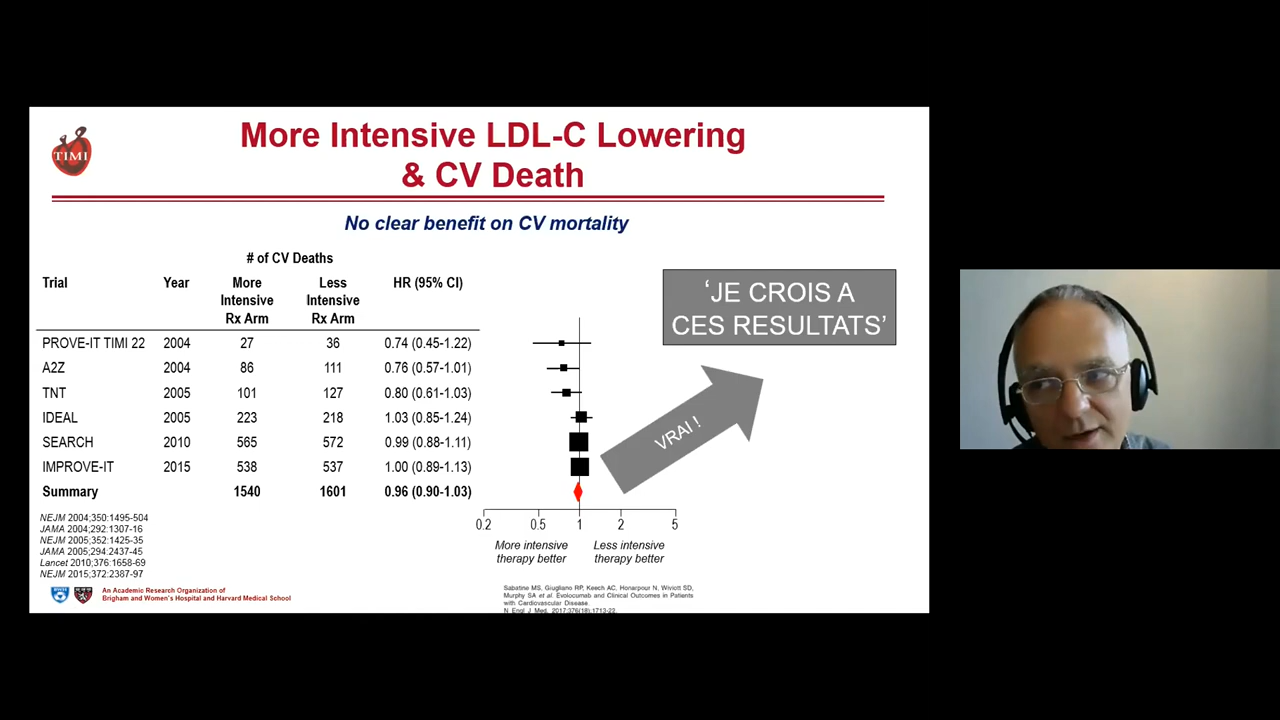 TIMI
More Intensive LDL-C Lowering
& CV Death
No clear benefit on CV mortality
# of CV Deaths
Trial Year More Intensive Rx Arm Less Intensive Rx Arm HR (95% CI)
PROVE-IT TIMI 22 2004 27 36 0.74 (0.45-1.22)
A2Z 2004 86 111 0.76 (0.57-1.01)
TNT 2005 101 127 0.80 (0.61-1.03)
IDEAL 2005 223 218 1.03 (0.85-1.24)
SEARCH 2010 565 572 0.99 (0.88-1.11)
IMPROVE-IT 2015 538 537 1.00 (0.89-1.13)
Summary 1540 1601 0.96 (0.90-1.03)
'JE CROIS A
CES RESULTATS'
VRAI !
0.2 0.5 1 2 5
More intensive
therapy better
Less intensive
therapy better
NEJM 2004;350:1495-504
JAMA 2004;292:1307-16
NEJM 2005;352:1425-35
JAMA 2005;294:2437-45
Lancet 2010;376:1658-69
NEJM 2015;372:2387-97
An Academic Research Organization of
Brigham and Women's Hospital and Harvard Medical School
Sabatine MS, Giugliano RP, Keech AC, Honarpour N, Wiviott SD,
Murphy SA et al. Evolocumab and Clinical Outcomes in Patients
with Cardiovascular Disease
N Engl J Med. 2017;376(18):1713-22.